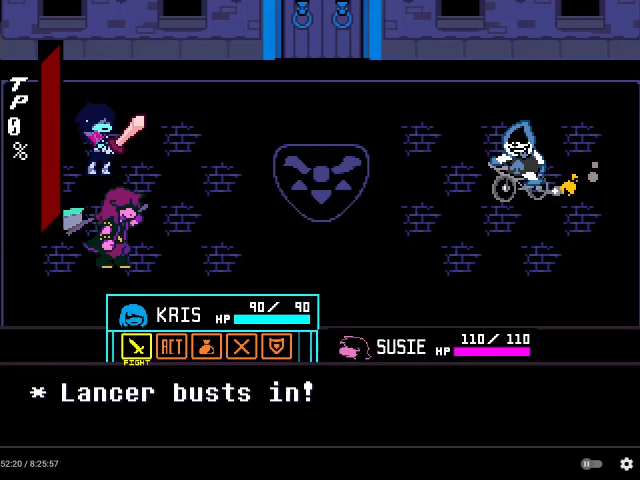 TP
0
%
90/ 90
KRIS HP
ACT
FIGHT
110/ 110
SUSIE HP
* Lancer busts in!
52:20 / 8:25:57